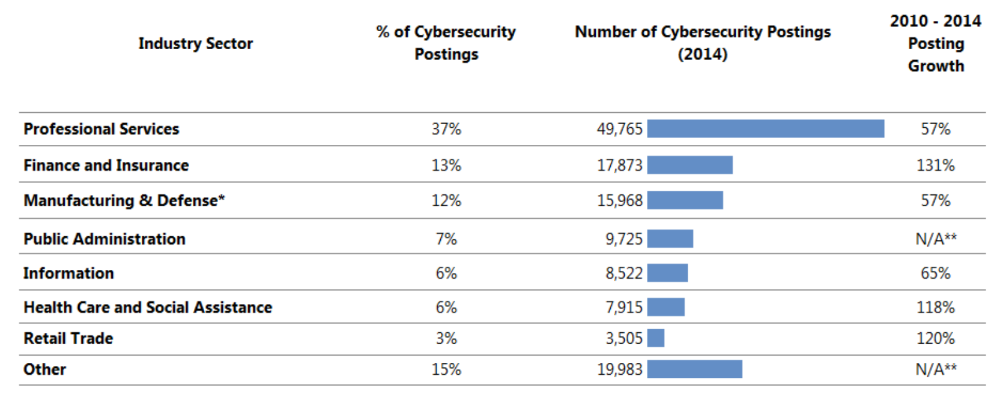 Industry Sector % of Cybersecurity Postings Number of Cybersecurity Postings (2014) 2010 - 2014 Posting Growth
Professional Services 37% 49,765 57%
Finance and Insurance 13% 17,873 131%
Manufacturing & Defense* 12% 15,968 57%
Public Administration 7% 9,725 N/A**
Information 6% 8,522 65%
Health Care and Social Assistance 6% 7,915 118%
Retail Trade 3% 3,505 120%
Other 15% 19,983 N/A**